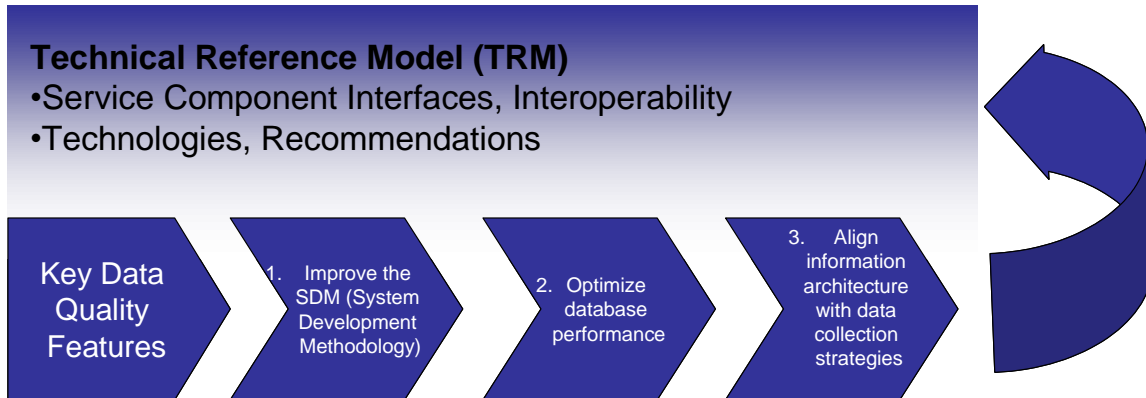 Technical Reference Model (TRM)
•Service Component Interfaces, Interoperability
•Technologies, Recommendations
Key Data
Quality
Features
1. Improve the
SDM (System
Development
Methodology)
2. Optimize
database
performance
3. Align
information
architecture
with data
collection
strategies